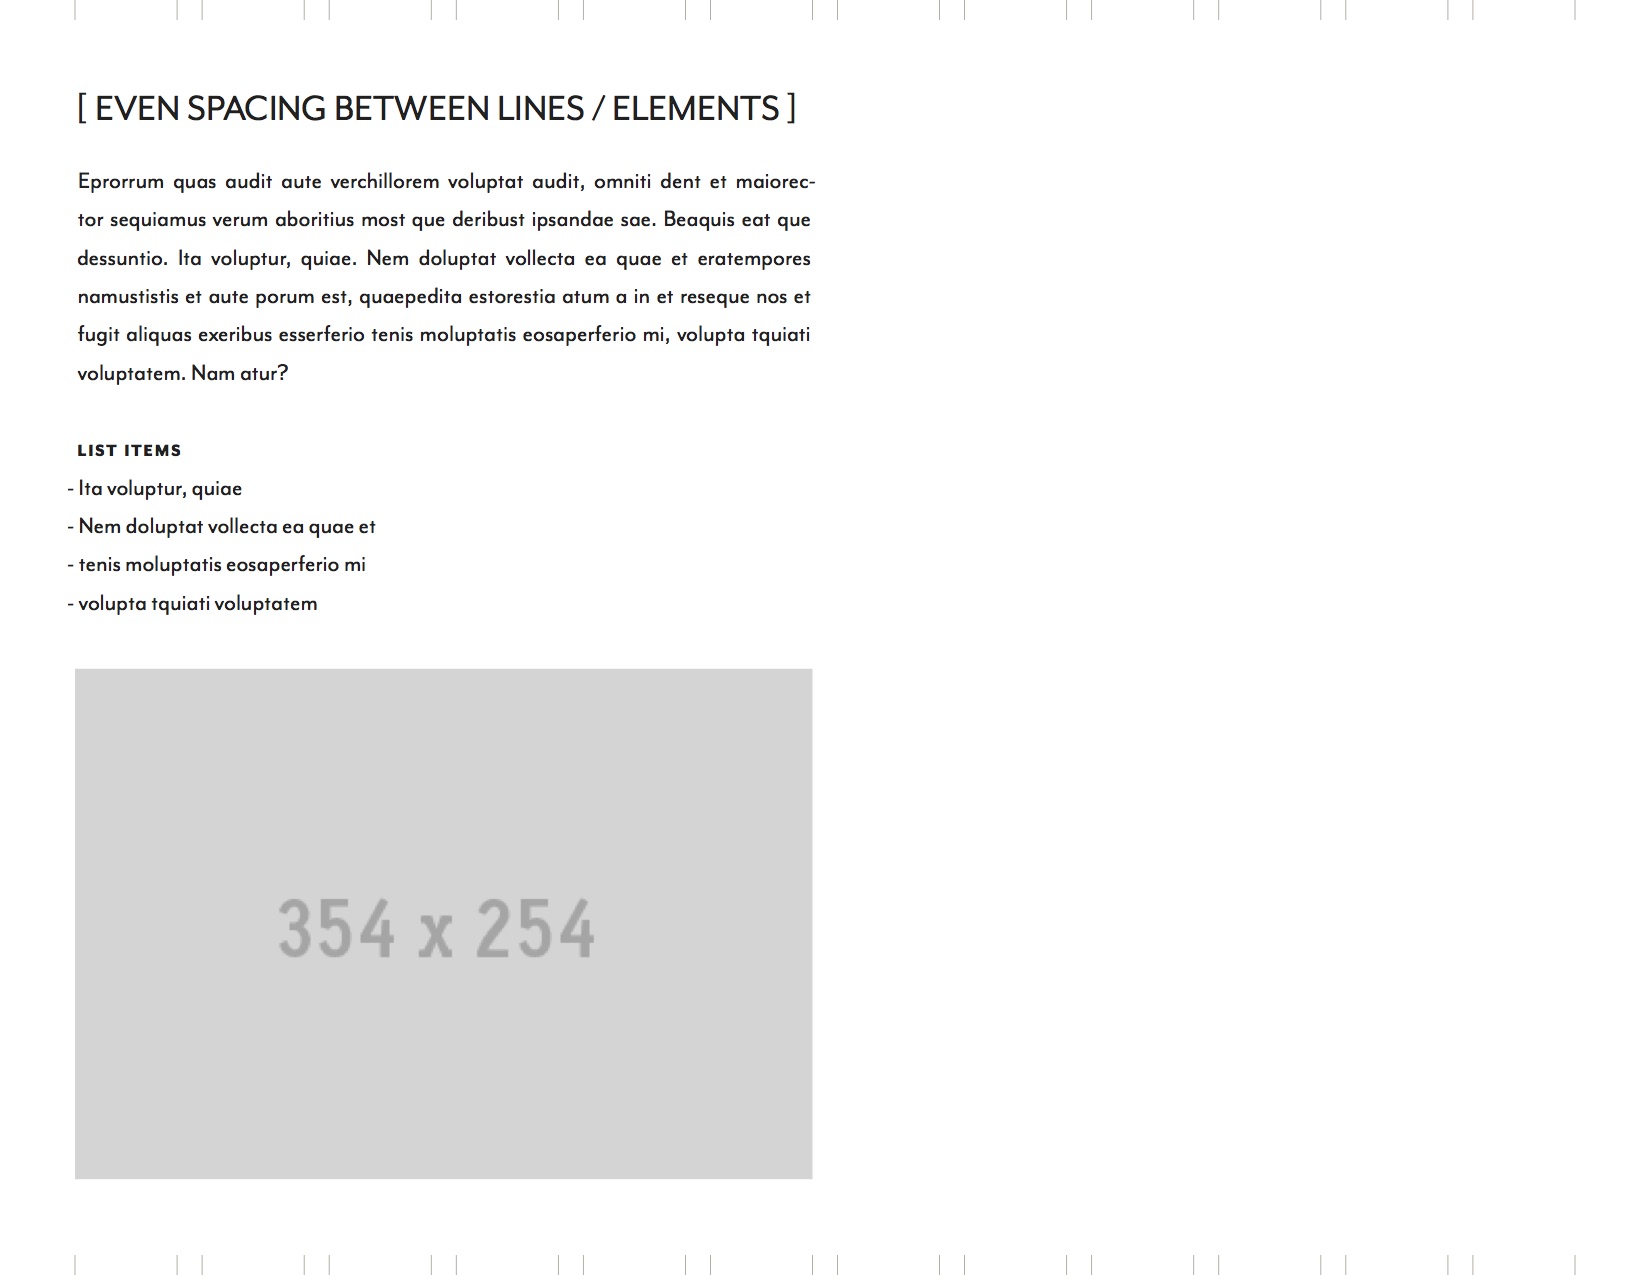 [ EVEN SPACING BETWEEN LINES / ELEMENTS ]
Eprorrum quas audit aute verchillorem voluptat audit, omniti dent et maiorec-
tor sequiamus verum aboritius most que deribust ipsandae sae. Beaquis eat que
dessuntio. Ita voluptur, quiae. Nem doluptat vollecta ea quae et eratempores
namustistis et aute porum est, quaepedita estorestia atum a in et reseque nos et
fugit aliquas exeribus esserferio tenis moluptatis eosaperferio mi, volupta tquiati
voluptatem. Nam atur?
LIST ITEMS
- Ita voluptur, quiae
- Nem doluptat vollecta ea quae et
- tenis moluptatis eosaperferio mi
- volupta tquiati voluptatem
354 x 254